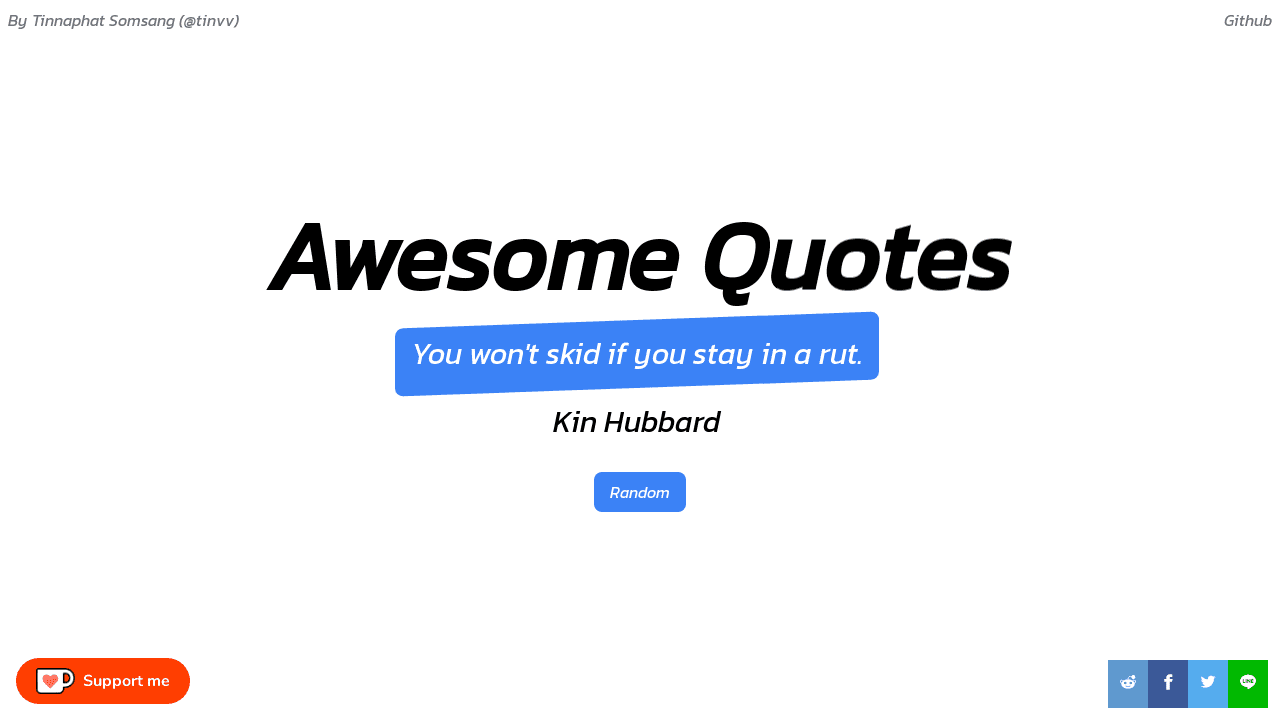 By Tinnaphat Somsang (@tinvv)
Github
Awesome Quotes
You won't skid if you stay in a rut.
Kin Hubbard
Random
Support me
LINE